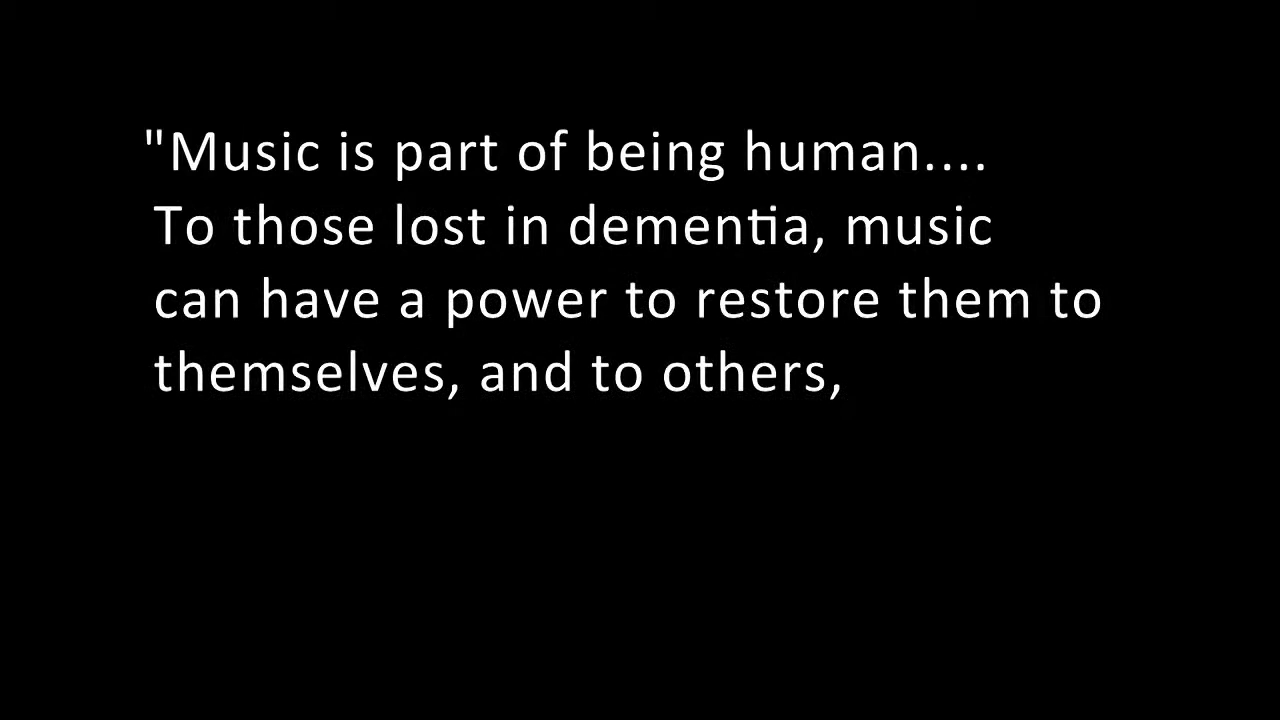 "Music is part of being human....
To those lost in dementia, music
can have a power to restore them to
themselves, and to others,